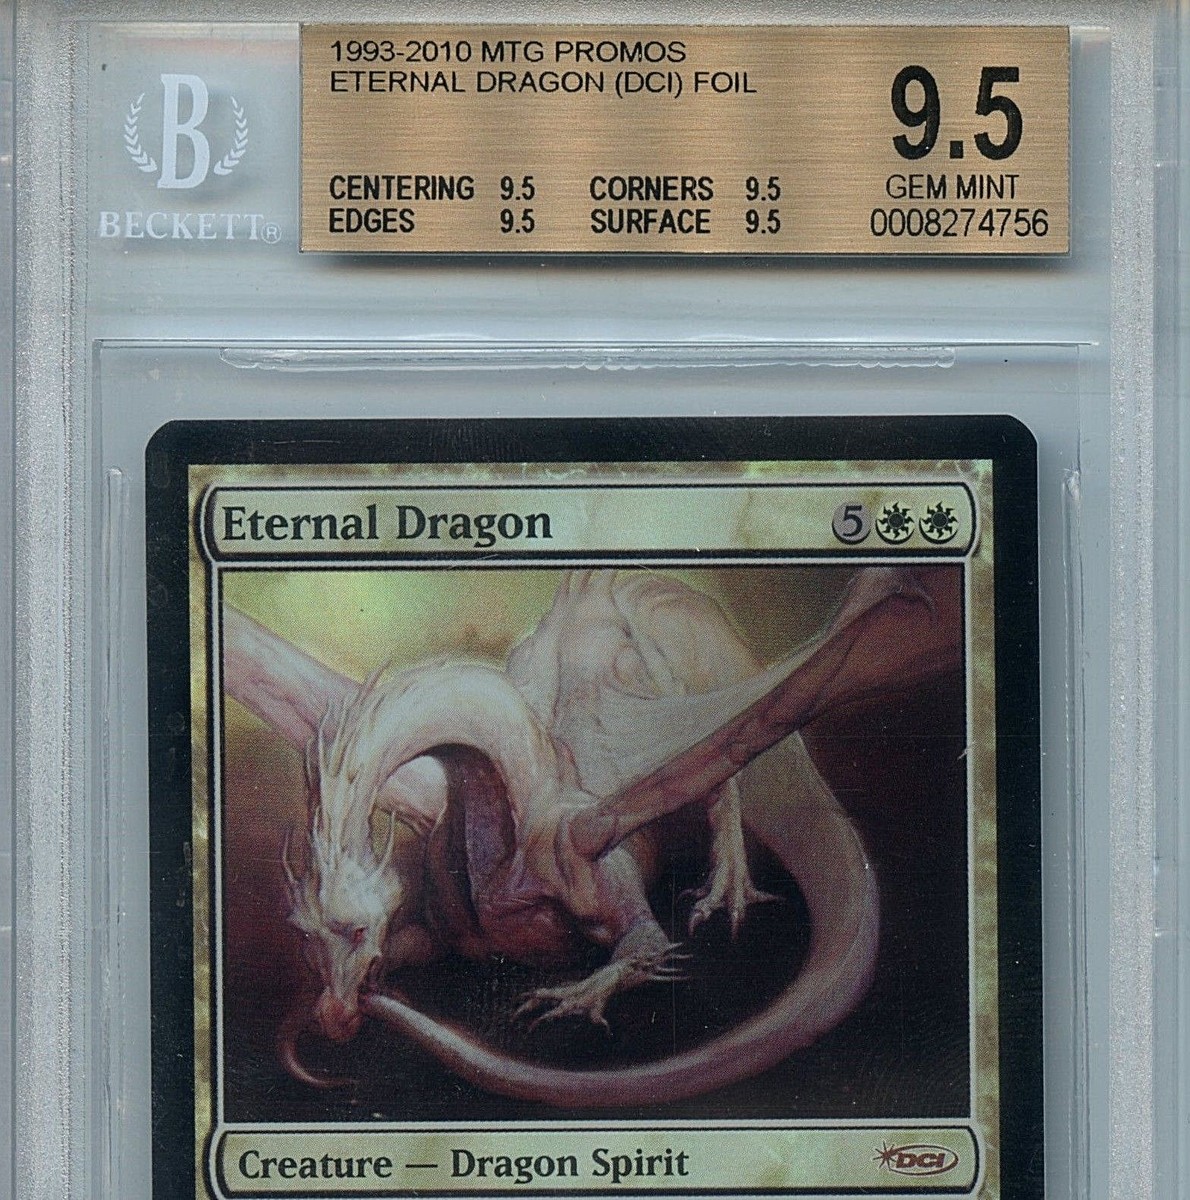 1993-2010 MTG PROMOS
ETERNAL DRAGON (DCI) FOIL
9.5
CENTERING 9.5 CORNERS 9.5
GEM MINT
EDGES 9.5 SURFACE 9.5
0008274756
B
BECKETT®
Eternal Dragon 5
Creature — Dragon Spirit
DCI